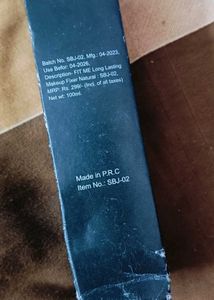 Batch No. SBJ-02, Mfg.: 04-2023,
Use Befor: 04-2026,
Description: FIT ME Long Lasting
Makeup Fixer Natural : SBJ-02,
MRP: Rs. 299/- (Incl. of all taxes)
Net wt: 100ml.
Made in P.R.C
Item No.: SBJ-02